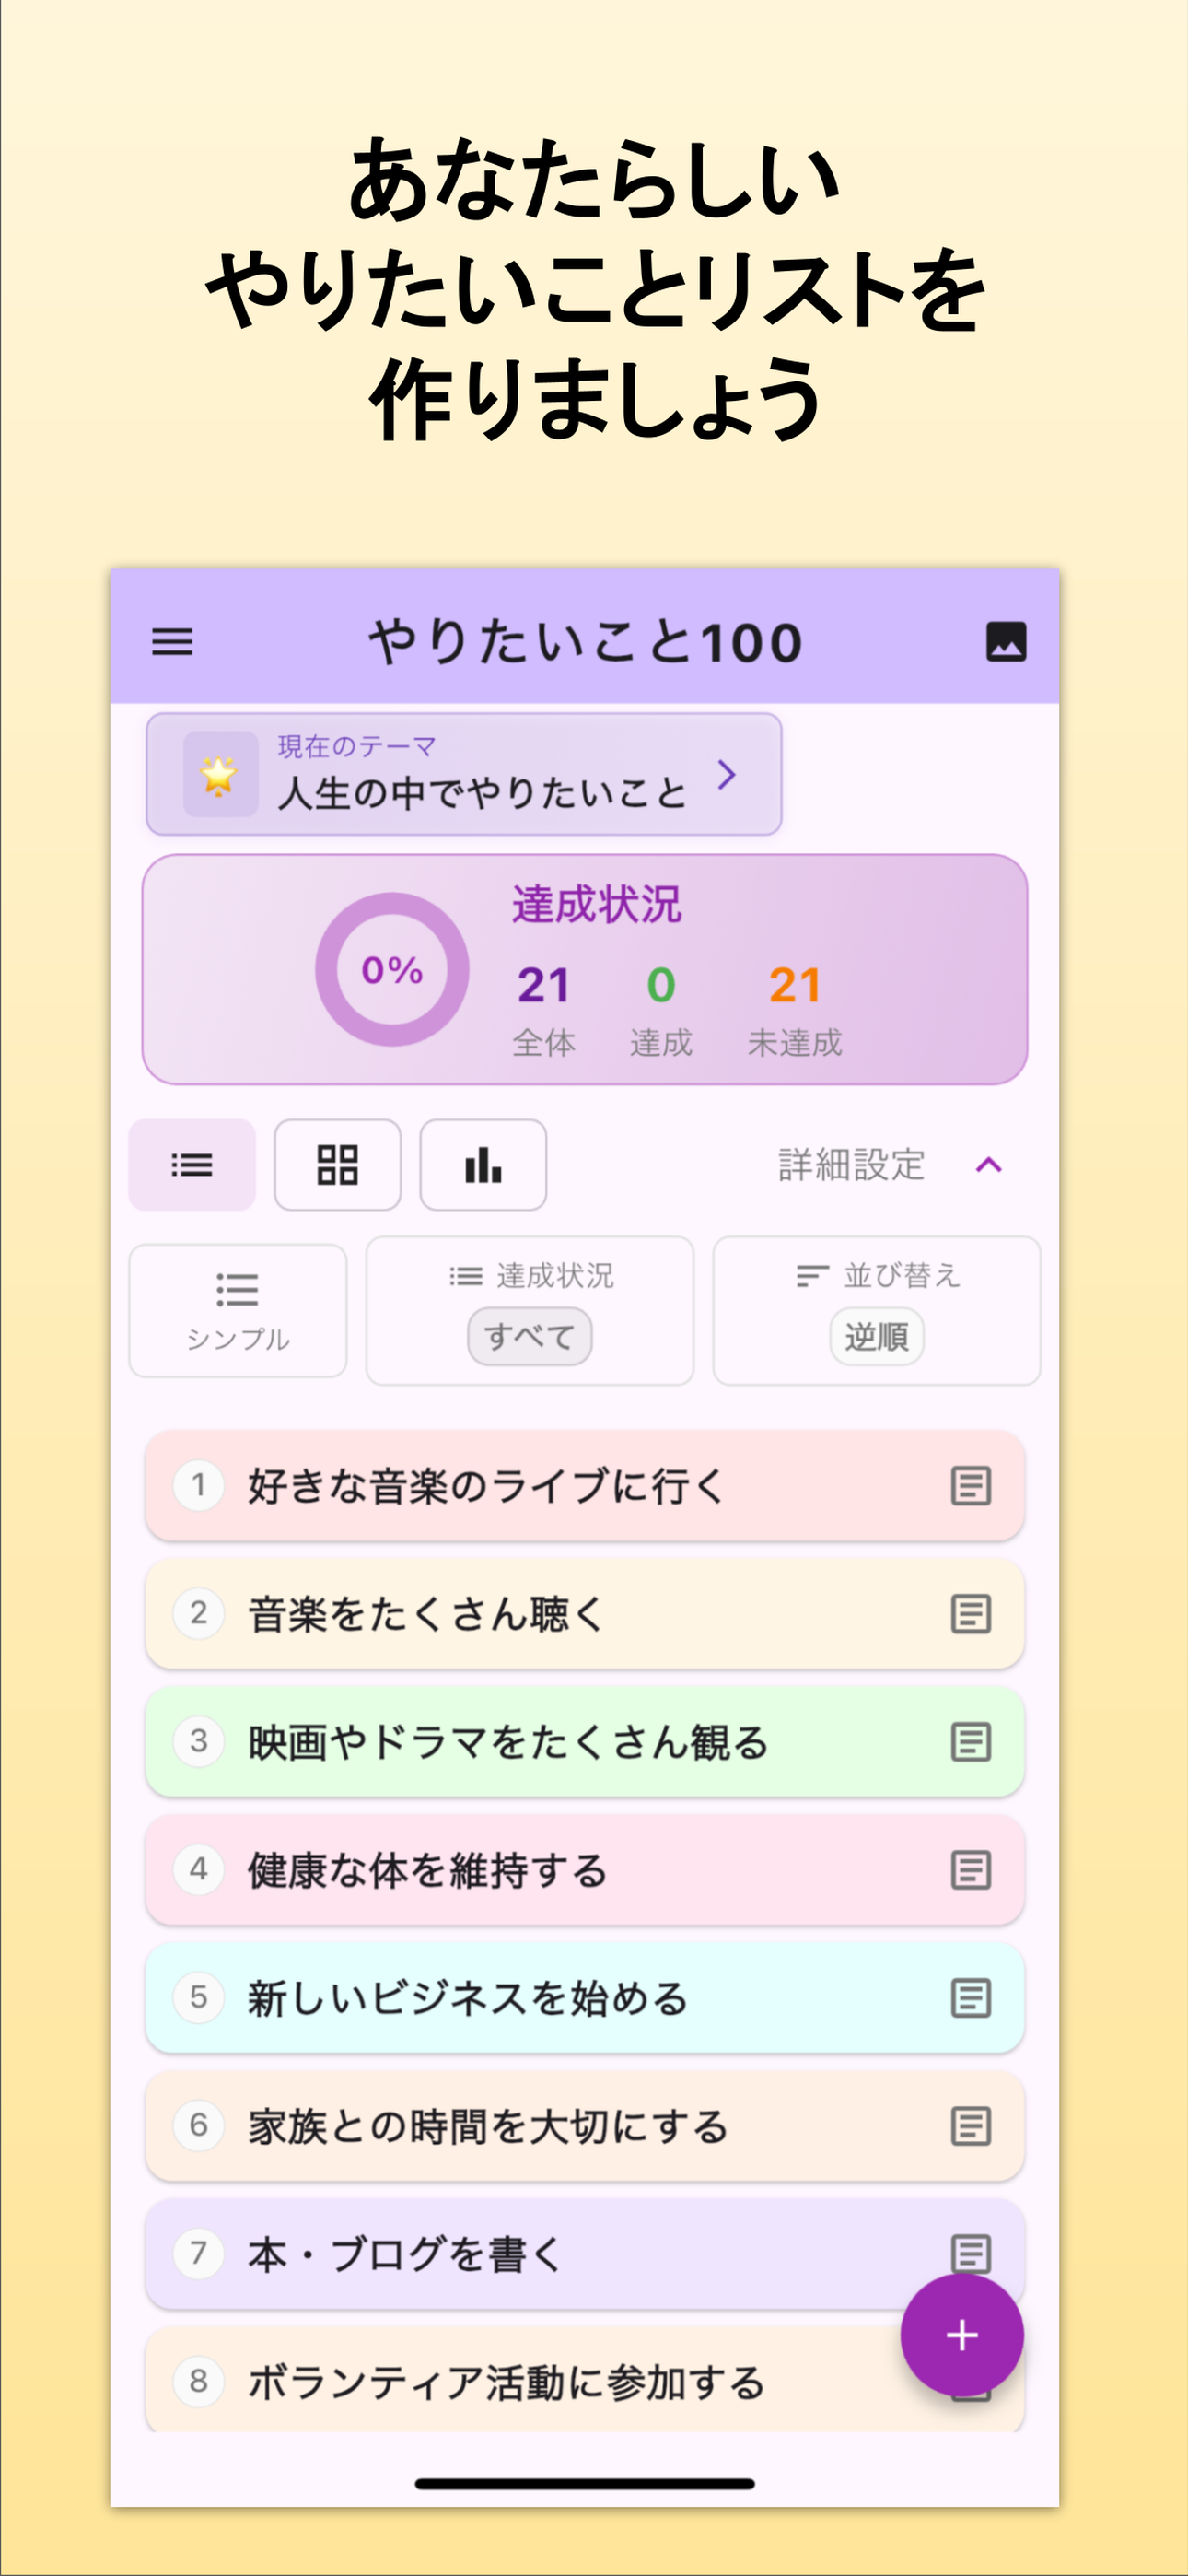 あなたらしい
やりたいことリストを
作りましょう
やりたいこと100
現在のテーマ
人生の中でやりたいこと
達成状況
0%
21 0 21
全体 達成 未達成
詳細設定
シンプル
達成状況
すべて
並び替え
逆順
1 好きな音楽のライブに行く
2 音楽をたくさん聴く
3 映画やドラマをたくさん観る
4 健康な体を維持する
5 新しいビジネスを始める
6 家族との時間を大切にする
7 本・ブログを書く
8 ボランティア活動に参加する